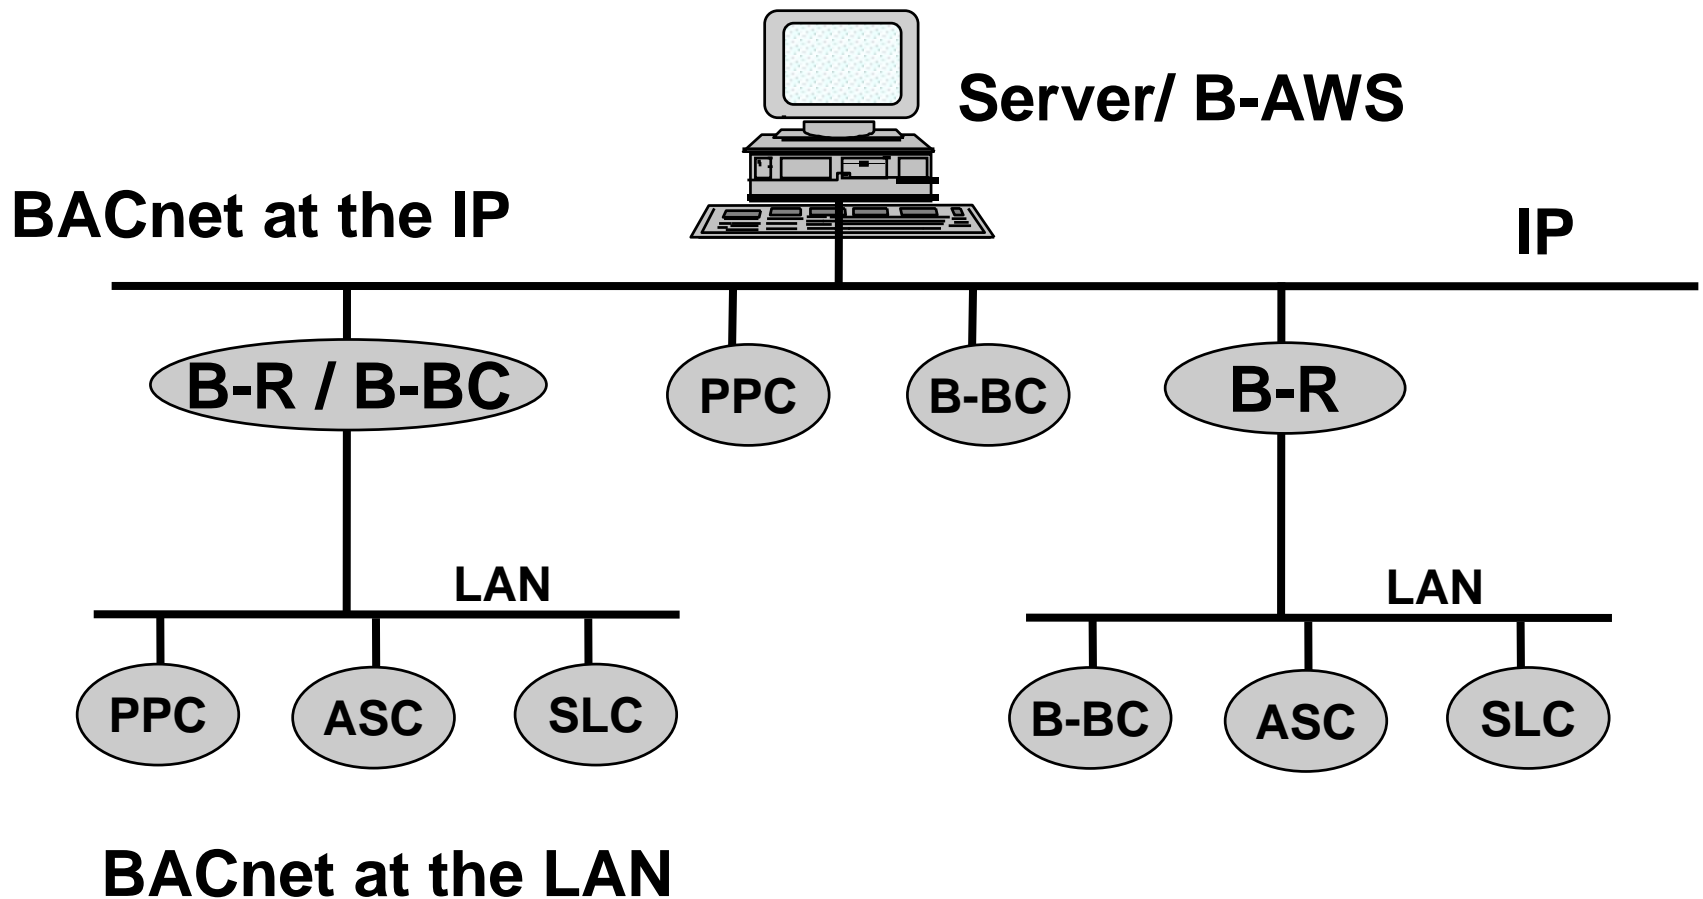 Server/ B-AWS
BACnet at the IP
IP
B-R / B-BC
PPC
B-BC
B-R
LAN
LAN
PPC
ASC
SLC
B-BC
ASC
SLC
BACnet at the LAN